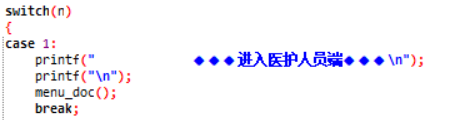 switch(n)
{
case 1:
    printf("                    ◆◆◆进入医护人员端◆◆◆\n");
    printf("\n");
    menu_doc();
    break;